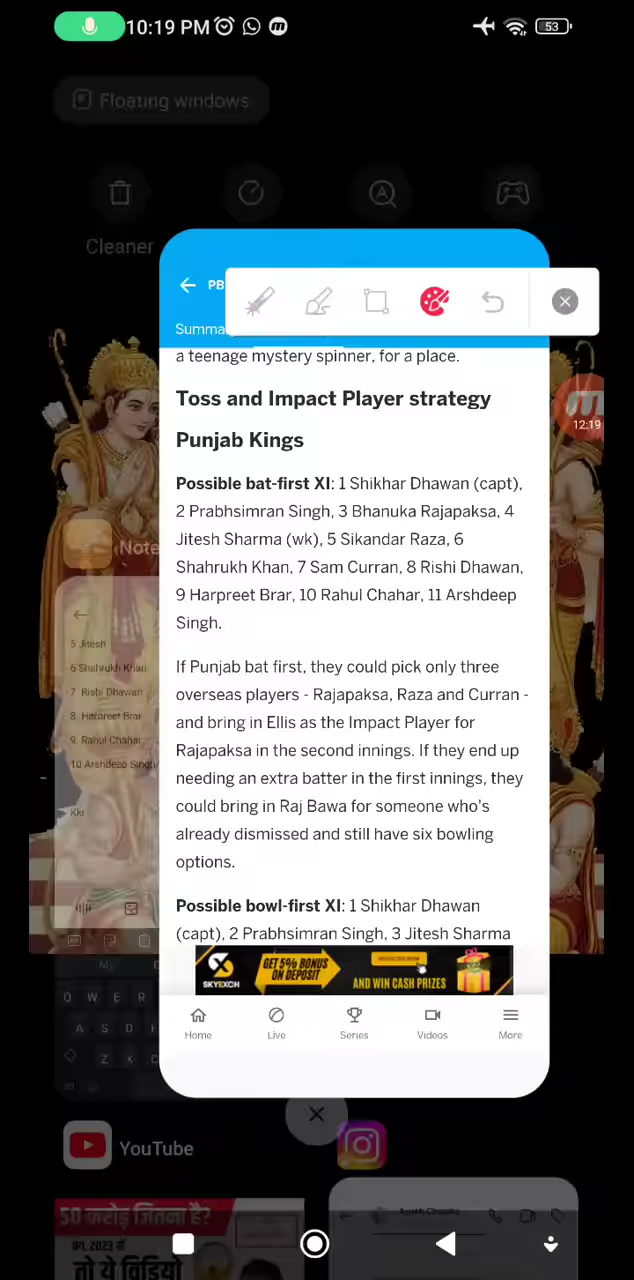 10:19 PM
53
Floating windows
Cleaner
PB
Summa
a teenage mystery spinner, for a place.
Toss and Impact Player strategy
12:19
Punjab Kings
Possible bat-first XI: 1 Shikhar Dhawan (capt),
2 Prabhsimran Singh, 3 Bhanuka Rajapaksa, 4
Jitesh Sharma (wk), 5 Sikandar Raza, 6
Shahrukh Khan, 7 Sam Curran, 8 Rishi Dhawan,
9 Harpreet Brar, 10 Rahul Chahar, 11 Arshdeep
Singh.
Note
5 Jitesh
6 Shahrukh Khan
7 Rishi Dhawan
8. Harpreet Brar
9. Rahul Chahar
10 Arshdeep Singh
Kki
If Punjab bat first, they could pick only three
overseas players - Rajapaksa, Raza and Curran -
and bring in Ellis as the Impact Player for
Rajapaksa in the second innings. If they end up
needing an extra batter in the first innings, they
could bring in Raj Bawa for someone who's
already dismissed and still have six bowling
options.
Possible bowl-first XI: 1 Shikhar Dhawan
(capt), 2 Prabhsimran Singh, 3 Jitesh Sharma
SKYEXCH
GET 5% BONUS
ON DEPOSIT
AND WIN CASH PRIZES
Home Live Series Videos More
Q W E R
A S D
Z X C
YouTube
50 करोड़ जितना है?
IPL 2023 में
तो ये विडियो